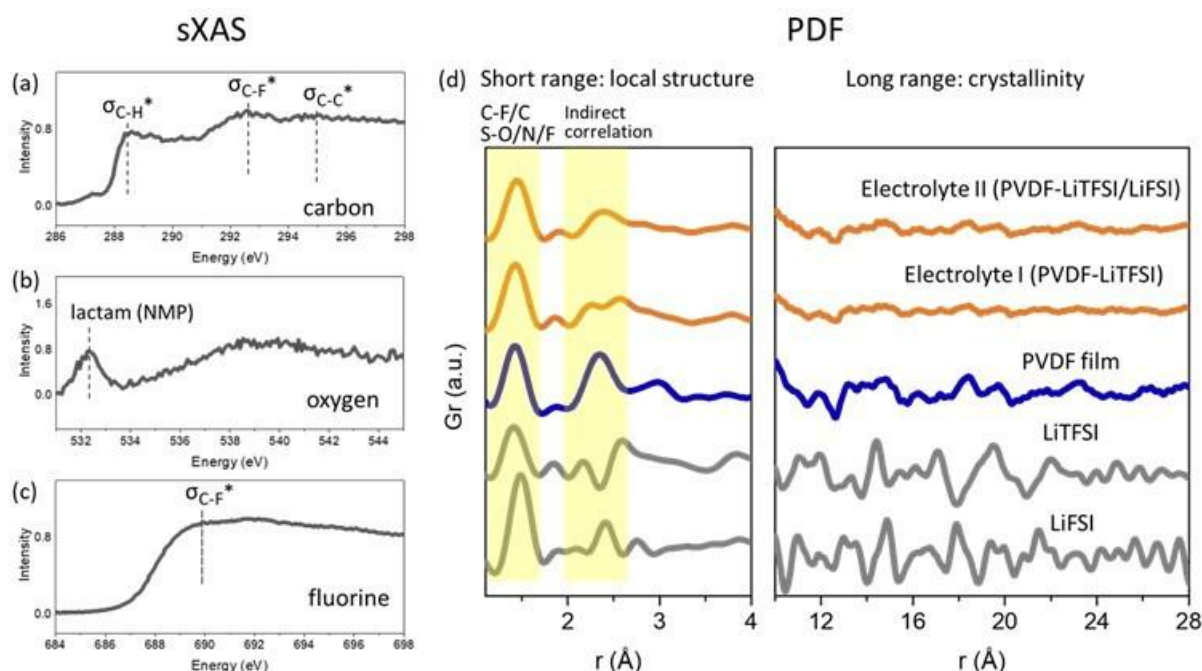 sXAS
PDF
(a)
σC-H*
σC-F*
σC-C*
0.8
0.0
Intensity
carbon
286 288 290 292 294 296 298
Energy (eV)
(b)
lactam (NMP)
1.6
0.8
0.0
Intensity
oxygen
532 534 536 538 540 542 544
Energy (eV)
(c)
σC-F*
0.8
0.0
Intensity
fluorine
684 686 688 690 692 694 696 698
Energy (eV)
(d) Short range: local structure
Long range: crystallinity
C-F/C
S-O/N/F
Indirect
correlation
Gr (a.u.)
2 3 4
r (Å)
Electrolyte II (PVDF-LiTFSI/LiFSI)
Electrolyte I (PVDF-LiTFSI)
PVDF film
LiTFSI
LiFSI
12 16 20 24 28
r (Å)